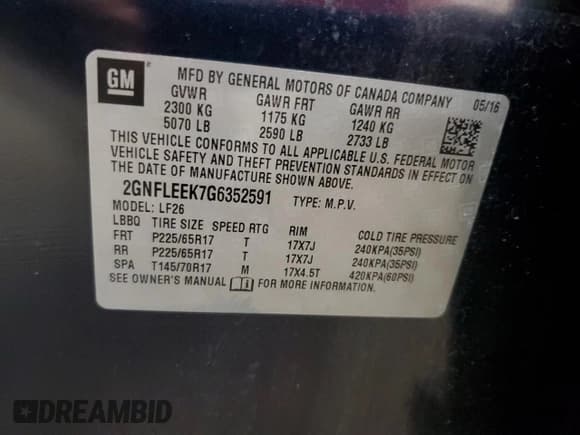 GM
MFD BY GENERAL MOTORS OF CANADA COMPANY 05/16
GVWR GAWR FRT GAWR RR
2300 KG 1175 KG 1240 KG
5070 LB 2590 LB 2733 LB
THIS VEHICLE CONFORMS TO ALL APPLICABLE U.S. FEDERAL MOTOR
VEHICLE SAFETY AND THEFT PREVENTION STANDARDS IN EFFECT ON
THE DATE OF MANUFACTURE SHOWN ABOVE.
2GNFLEEK7G6352591 TYPE: M.P.V.
MODEL: LF26
LBBQ TIRE SIZE SPEED RTG RIM COLD TIRE PRESSURE
FRT P225/65R17 T 17X7J 240KPA(35PSI)
RR P225/65R17 T 17X7J 240KPA(35PSI)
SPA T145/70R17 M 17X4.5T 420KPA(60PSI)
SEE OWNER'S MANUAL FOR MORE INFORMATION.
DREAMBID